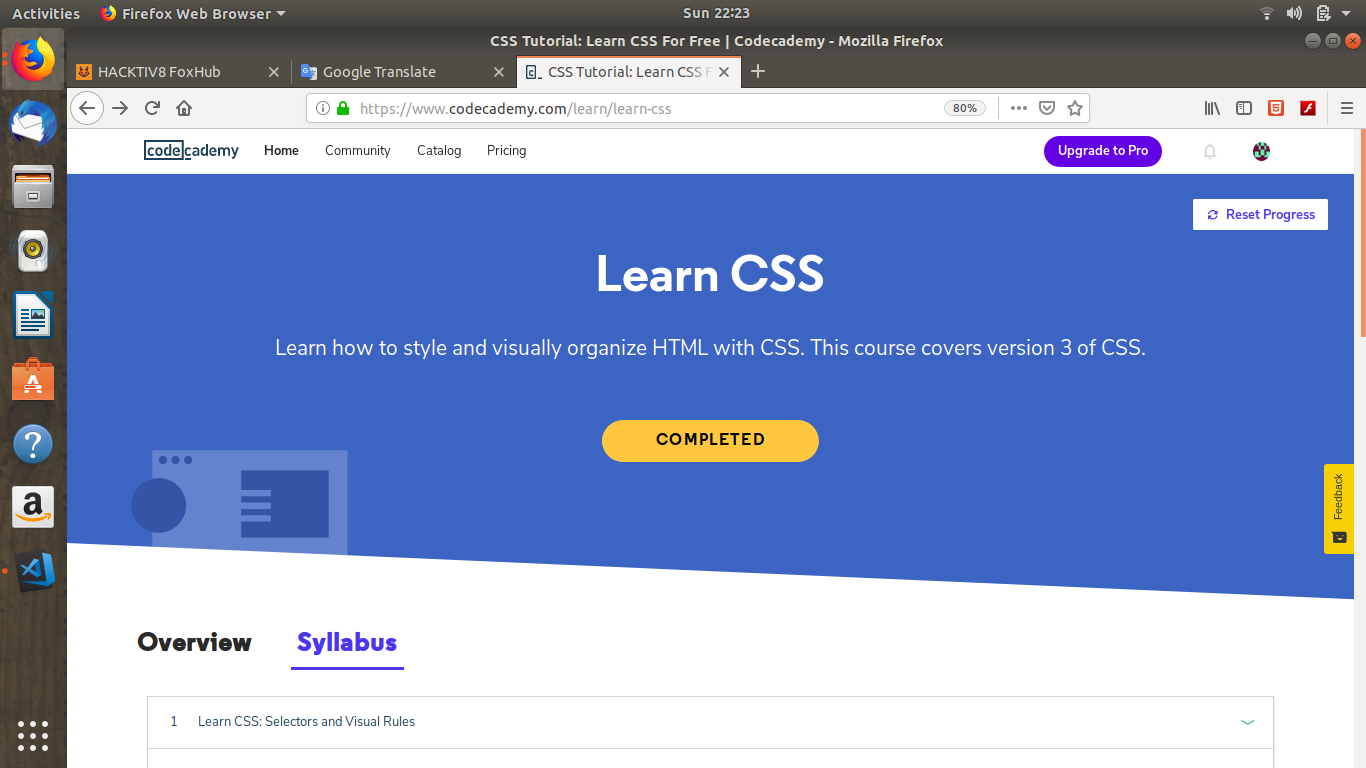 Activities Firefox Web Browser Sun 22:23
CSS Tutorial: Learn CSS For Free | Codecademy - Mozilla Firefox
HACKTIV8 FoxHub Google Translate CSS Tutorial: Learn CSS F
https://www.codecademy.com/learn/learn-css 80%
codecademy Home Community Catalog Pricing Upgrade to Pro
Reset Progress
Learn CSS
Learn how to style and visually organize HTML with CSS. This course covers version 3 of CSS.
COMPLETED
Feedback
Overview Syllabus
1 Learn CSS: Selectors and Visual Rules